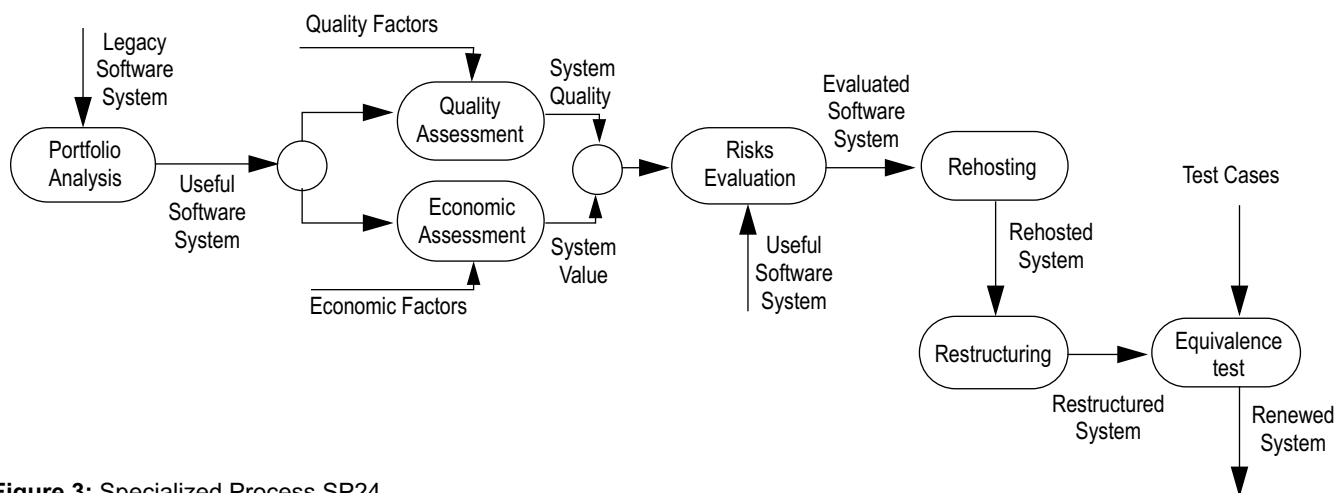 Quality Factors
Legacy
Software
System
Portfolio
Analysis
Useful
Software
System
Quality
Assessment
System
Quality
Economic
Assessment
System
Value
Economic Factors
Risks
Evaluation
Useful
Software
System
Evaluated
Software
System
Rehosting
Rehosted
System
Restructuring
Restructured
System
Test Cases
Equivalence
test
Renewed
System
Figure 3: Specialized Process SP24